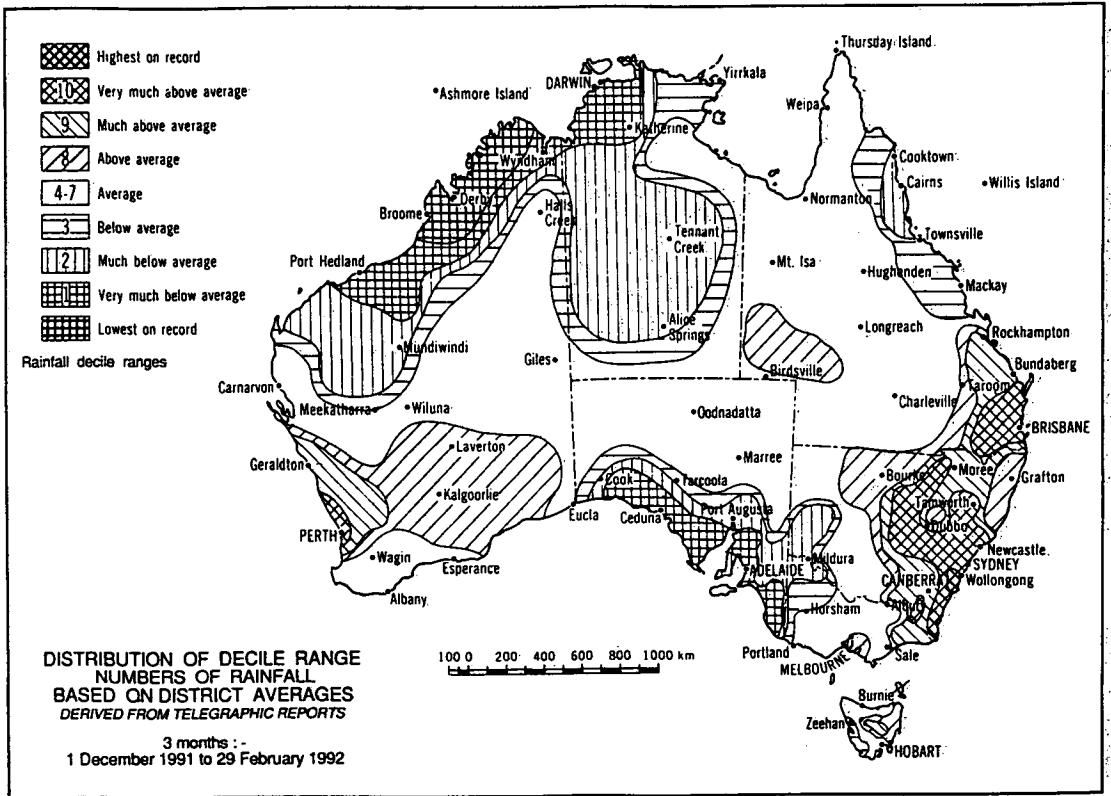 Highest on record
10 Very much above average
9 Much above average
8 Above average
4-7 Average
3 Below average
2 Much below average
1 Very much below average
Lowest on record
Rainfall decile ranges
Thursday Island
Yirrkala
DARWIN
Ashmore Island
Weipa
Katherine
Wyndham
Cooktown
Cairns
Willis Island
Derby
Halls Creek
Normanton
Broome
Townsville
Tennant Creek
Port Hedland
Mt. Isa
Hughenden
Mackay
Alice Springs
Longreach
Rockhampton
Mundiwindi
Giles
Birdsville
Bundaberg
Taroom
Carnarvon
Charleville
Meekatharra
Wiluna
Oodnadatta
BRISBANE
Laverton
Marree
Moree
Geraldton
Cook
Tarcoola
Bourke
Grafton
Kalgoorlie
Tamworth
Eucla
Ceduna
Port Augusta
Dubbo
PERTH
Newcastle
Wagin
Esperance
Mildura
SYDNEY
ADELAIDE
CANBERRA
Wollongong
Albany
Horsham
Albury
Portland
MELBOURNE
Sale
Burnie
Zeehan
HOBART
100 0 200 400 600 800 1000 km
DISTRIBUTION OF DECILE RANGE
NUMBERS OF RAINFALL
BASED ON DISTRICT AVERAGES
DERIVED FROM TELEGRAPHIC REPORTS
3 months : -
1 December 1991 to 29 February 1992